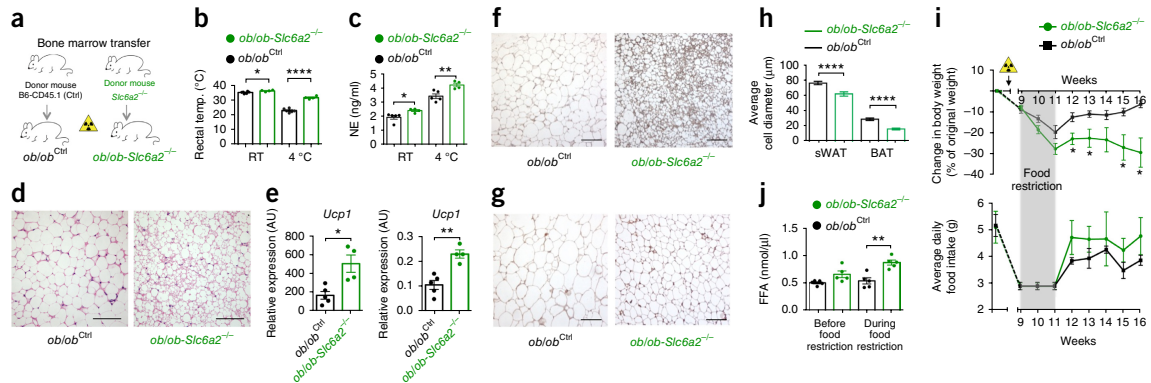 a
Bone marrow transfer
Donor mouse
B6-CD45.1 (Ctrl)
Donor mouse
Slc6a2–/–
ob/obCtrl
ob/ob-Slc6a2–/–
b
ob/ob-Slc6a2–/–
ob/obCtrl
Rectal temp. (°C)
40
30
20
10
0
*
****
RT
4 °C
c
NE (ng/ml)
5
4
3
2
1
0
*
**
RT
4 °C
d
ob/obCtrl
ob/ob-Slc6a2–/–
e
Ucp1
Relative expression (AU)
800
600
400
200
0
*
ob/obCtrl
ob/ob-Slc6a2–/–
Ucp1
Relative expression (AU)
0.3
0.2
0.1
0.0
**
ob/obCtrl
ob/ob-Slc6a2–/–
f
ob/obCtrl
ob/ob-Slc6a2–/–
g
ob/obCtrl
ob/ob-Slc6a2–/–
h
ob/ob-Slc6a2–/–
ob/obCtrl
Average
cell diameter (µm)
100
80
60
40
20
0
****
****
sWAT
BAT
i
ob/ob-Slc6a2–/–
ob/obCtrl
Weeks
9 10 11 12 13 14 15 16
Change in body weight
(% of original weight)
10
0
–10
–20
–30
–40
* * * *
Food
restriction
Average daily
food intake (g)
6
5
4
3
2
9 10 11 12 13 14 15 16
Weeks
j
ob/ob-Slc6a2–/–
ob/obCtrl
FFA (nmol/µl)
1.5
1.0
0.5
0.0
**
Before
food
restriction
During
food
restriction